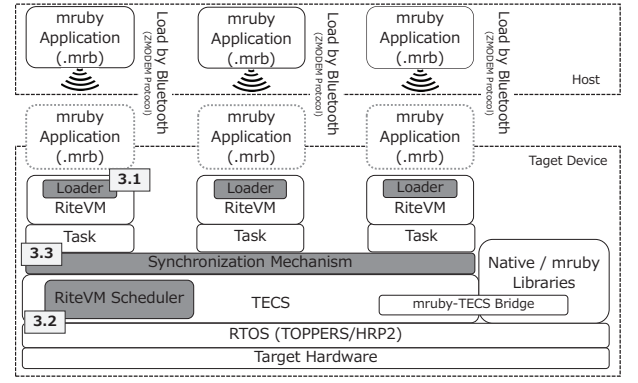 mruby
Application
(.mrb)
Load by Bluetooth
(ZMODEM Protocol)
mruby
Application
(.mrb)
Load by Bluetooth
(ZMODEM Protocol)
mruby
Application
(.mrb)
Load by Bluetooth
(ZMODEM Protocol)
Host
mruby
Application
(.mrb)
mruby
Application
(.mrb)
mruby
Application
(.mrb)
Taget Device
Loader
3.1
RiteVM
Loader
RiteVM
Loader
RiteVM
Task
Task
Task
3.3
Synchronization Mechanism
Native / mruby
Libraries
RiteVM Scheduler
TECS
mruby-TECS Bridge
3.2
RTOS (TOPPERS/HRP2)
Target Hardware